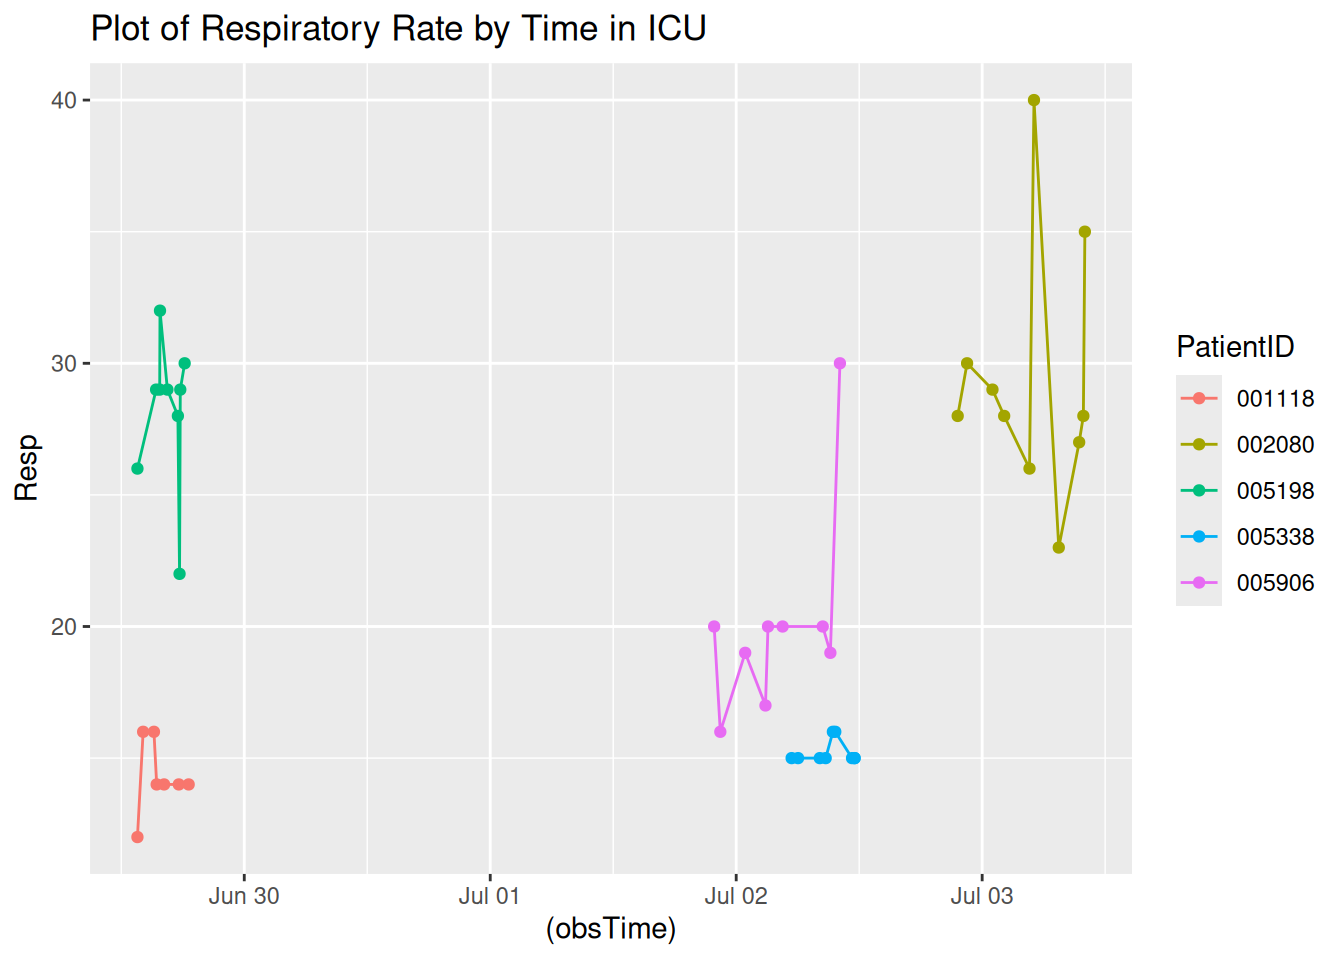 Plot of Respiratory Rate by Time in ICU
40
30
20
Resp
Jun 30
Jul 01
Jul 02
Jul 03
(obsTime)
PatientID
001118
002080
005198
005338
005906